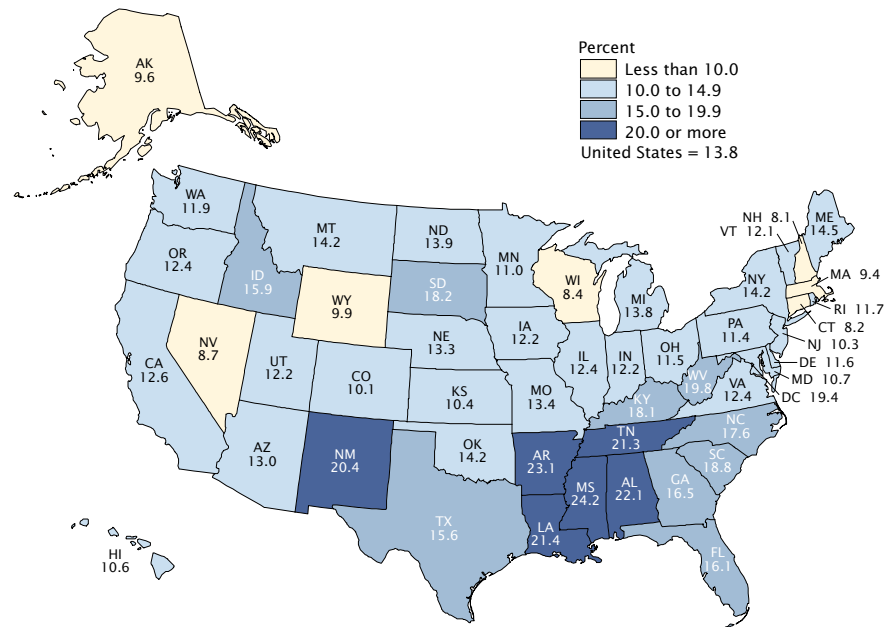 Percent
Less than 10.0
10.0 to 14.9
15.0 to 19.9
20.0 or more
United States = 13.8
AK
9.6
WA
11.9
MT
14.2
ND
13.9
MN
11.0
OR
12.4
ID
15.9
WY
9.9
SD
18.2
WI
8.4
MI
13.8
NH 8.1
VT 12.1
ME
14.5
NY
14.2
MA 9.4
RI 11.7
CT 8.2
NJ 10.3
DE 11.6
MD 10.7
DC 19.4
PA
11.4
NV
8.7
CA
12.6
UT
12.2
CO
10.1
NE
13.3
IA
12.2
IL
12.4
IN
12.2
OH
11.5
WV
19.8
VA
12.4
KS
10.4
MO
13.4
KY
18.1
NC
17.6
TN
21.3
SC
18.8
AZ
13.0
NM
20.4
OK
14.2
AR
23.1
MS
24.2
AL
22.1
GA
16.5
TX
15.6
LA
21.4
FL
16.1
HI
10.6